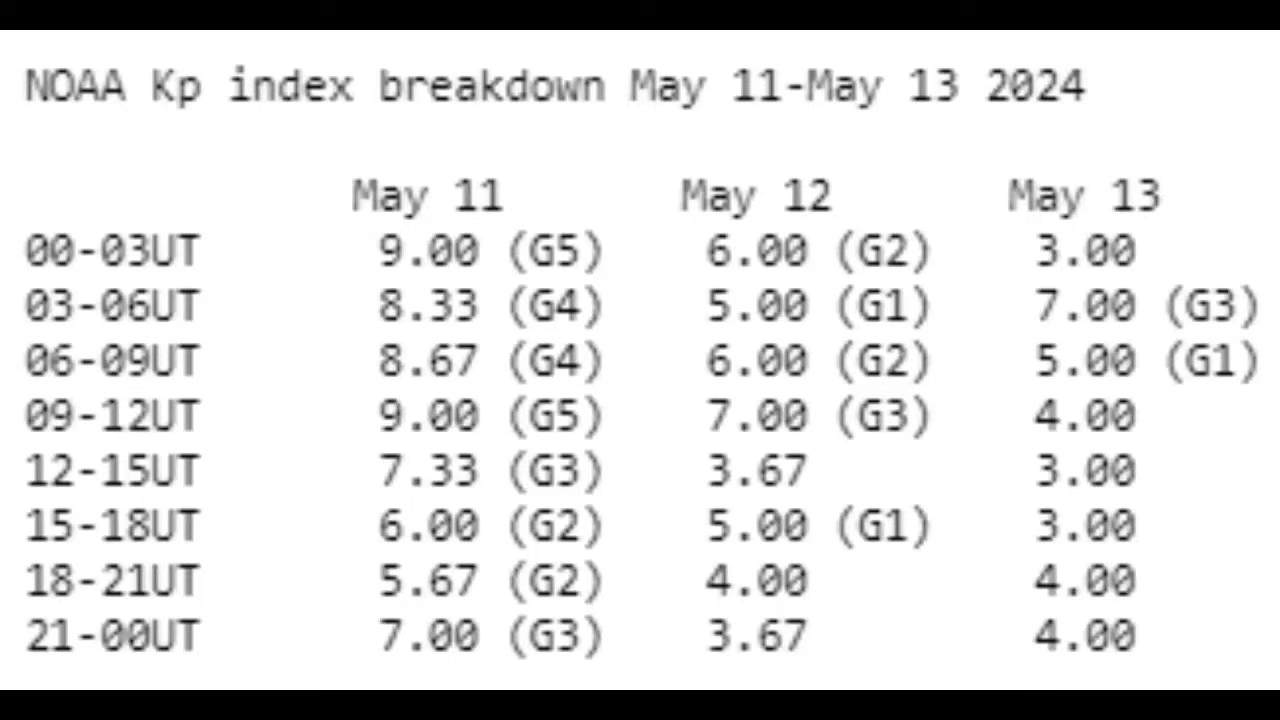 NOAA Kp index breakdown May 11-May 13 2024
May 11 May 12 May 13
00-03UT 9.00 (G5) 6.00 (G2) 3.00
03-06UT 8.33 (G4) 5.00 (G1) 7.00 (G3)
06-09UT 8.67 (G4) 6.00 (G2) 5.00 (G1)
09-12UT 9.00 (G5) 7.00 (G3) 4.00
12-15UT 7.33 (G3) 3.67 3.00
15-18UT 6.00 (G2) 5.00 (G1) 3.00
18-21UT 5.67 (G2) 4.00 4.00
21-00UT 7.00 (G3) 3.67 4.00